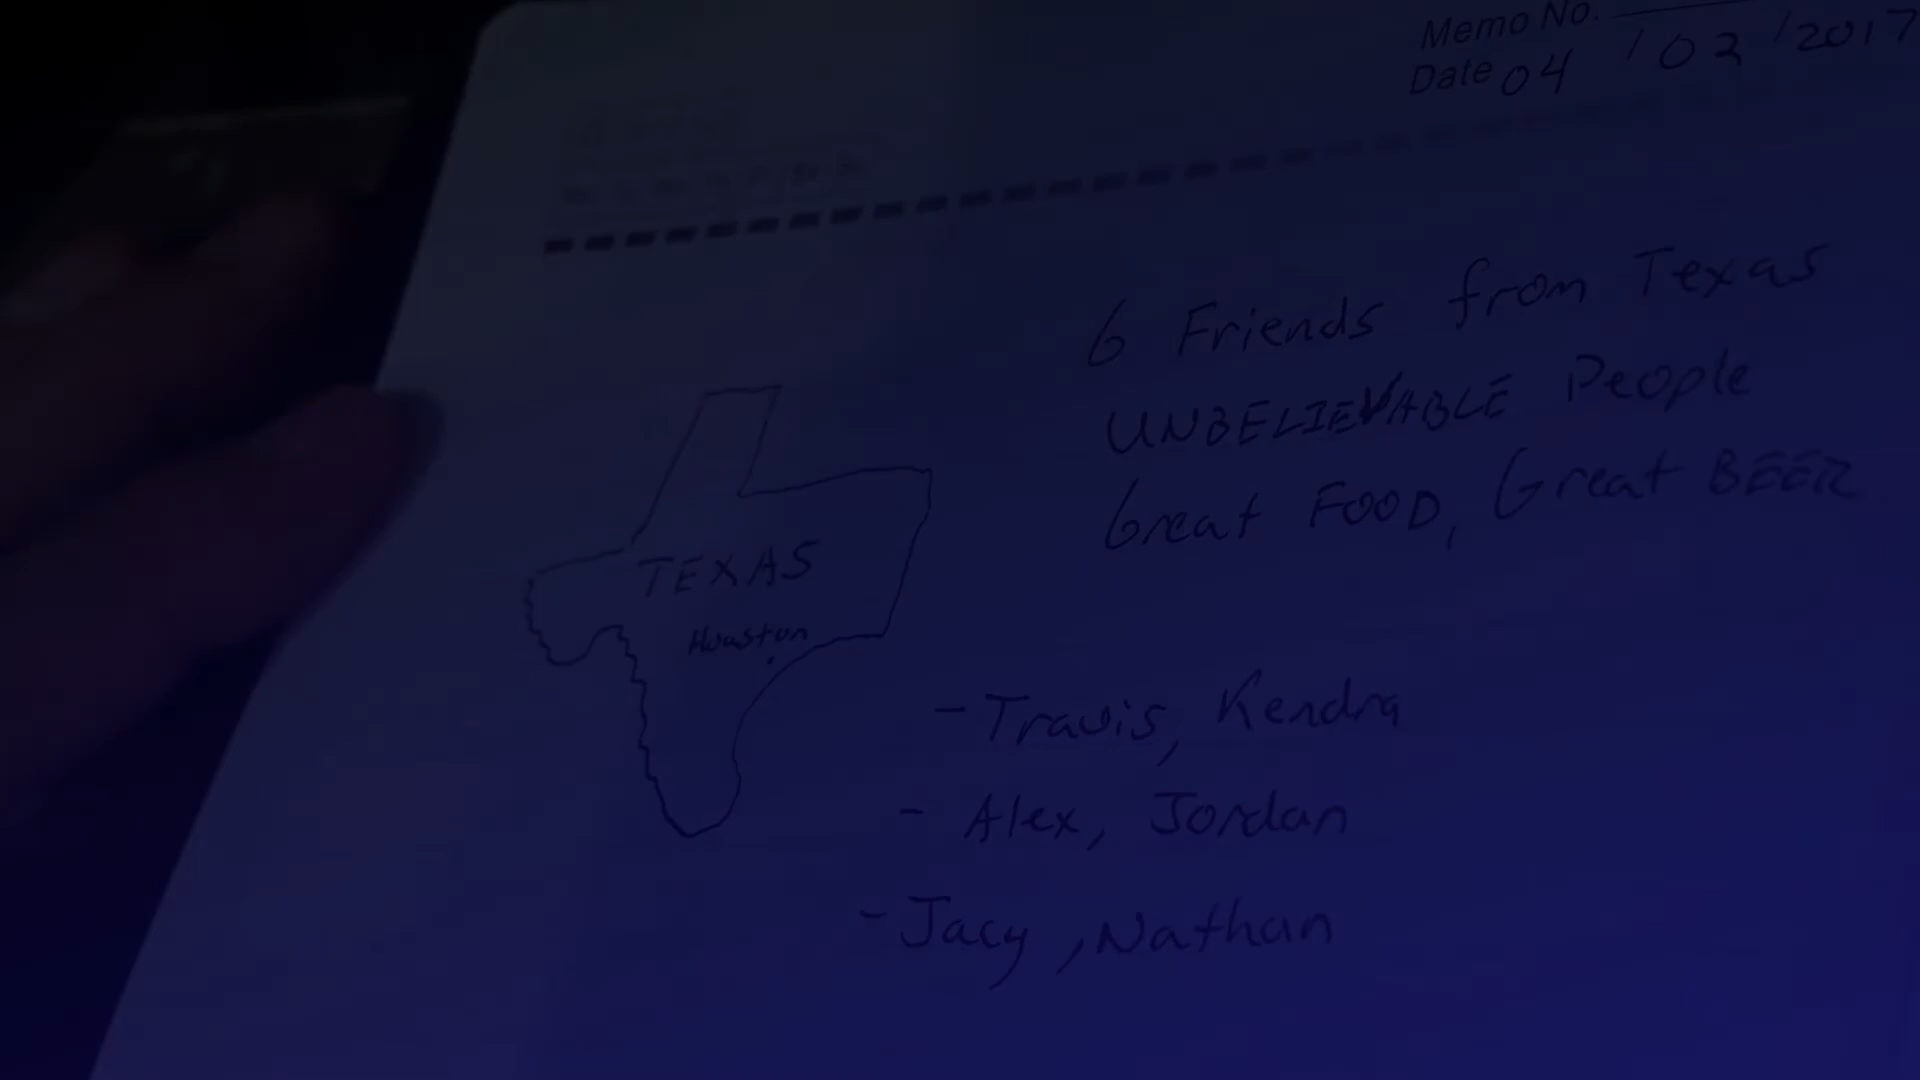 Memo No.
Date 04 / 02 / 2017
6 Friends from Texas
UNBELIEVABLE People
Great FOOD, Great BEER
TEXAS
Houston
- Travis, Kendra
- Alex, Jordan
- Jacy, Nathan